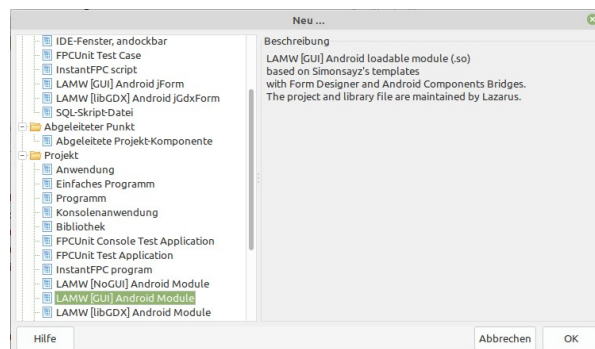 Neu ...
IDE-Fenster, andockbar
FPCUnit Test Case
InstantFPC script
LAMW [GUI] Android jForm
LAMW [libGDX] Android jGdxForm
SQL-Skript-Datei
Abgeleiteter Punkt
Abgeleitete Projekt-Komponente
Projekt
Anwendung
Einfaches Programm
Programm
Konsolenanwendung
Bibliothek
FPCUnit Console Test Application
FPCUnit Test Application
InstantFPC program
LAMW [NoGUI] Android Module
LAMW [GUI] Android Module
LAMW [libGDX] Android Module
Beschreibung
LAMW [GUI] Android loadable module (.so)
based on Simonsayz's templates
with Form Designer and Android Components Bridges.
The project and library file are maintained by Lazarus.
Hilfe
Abbrechen
OK